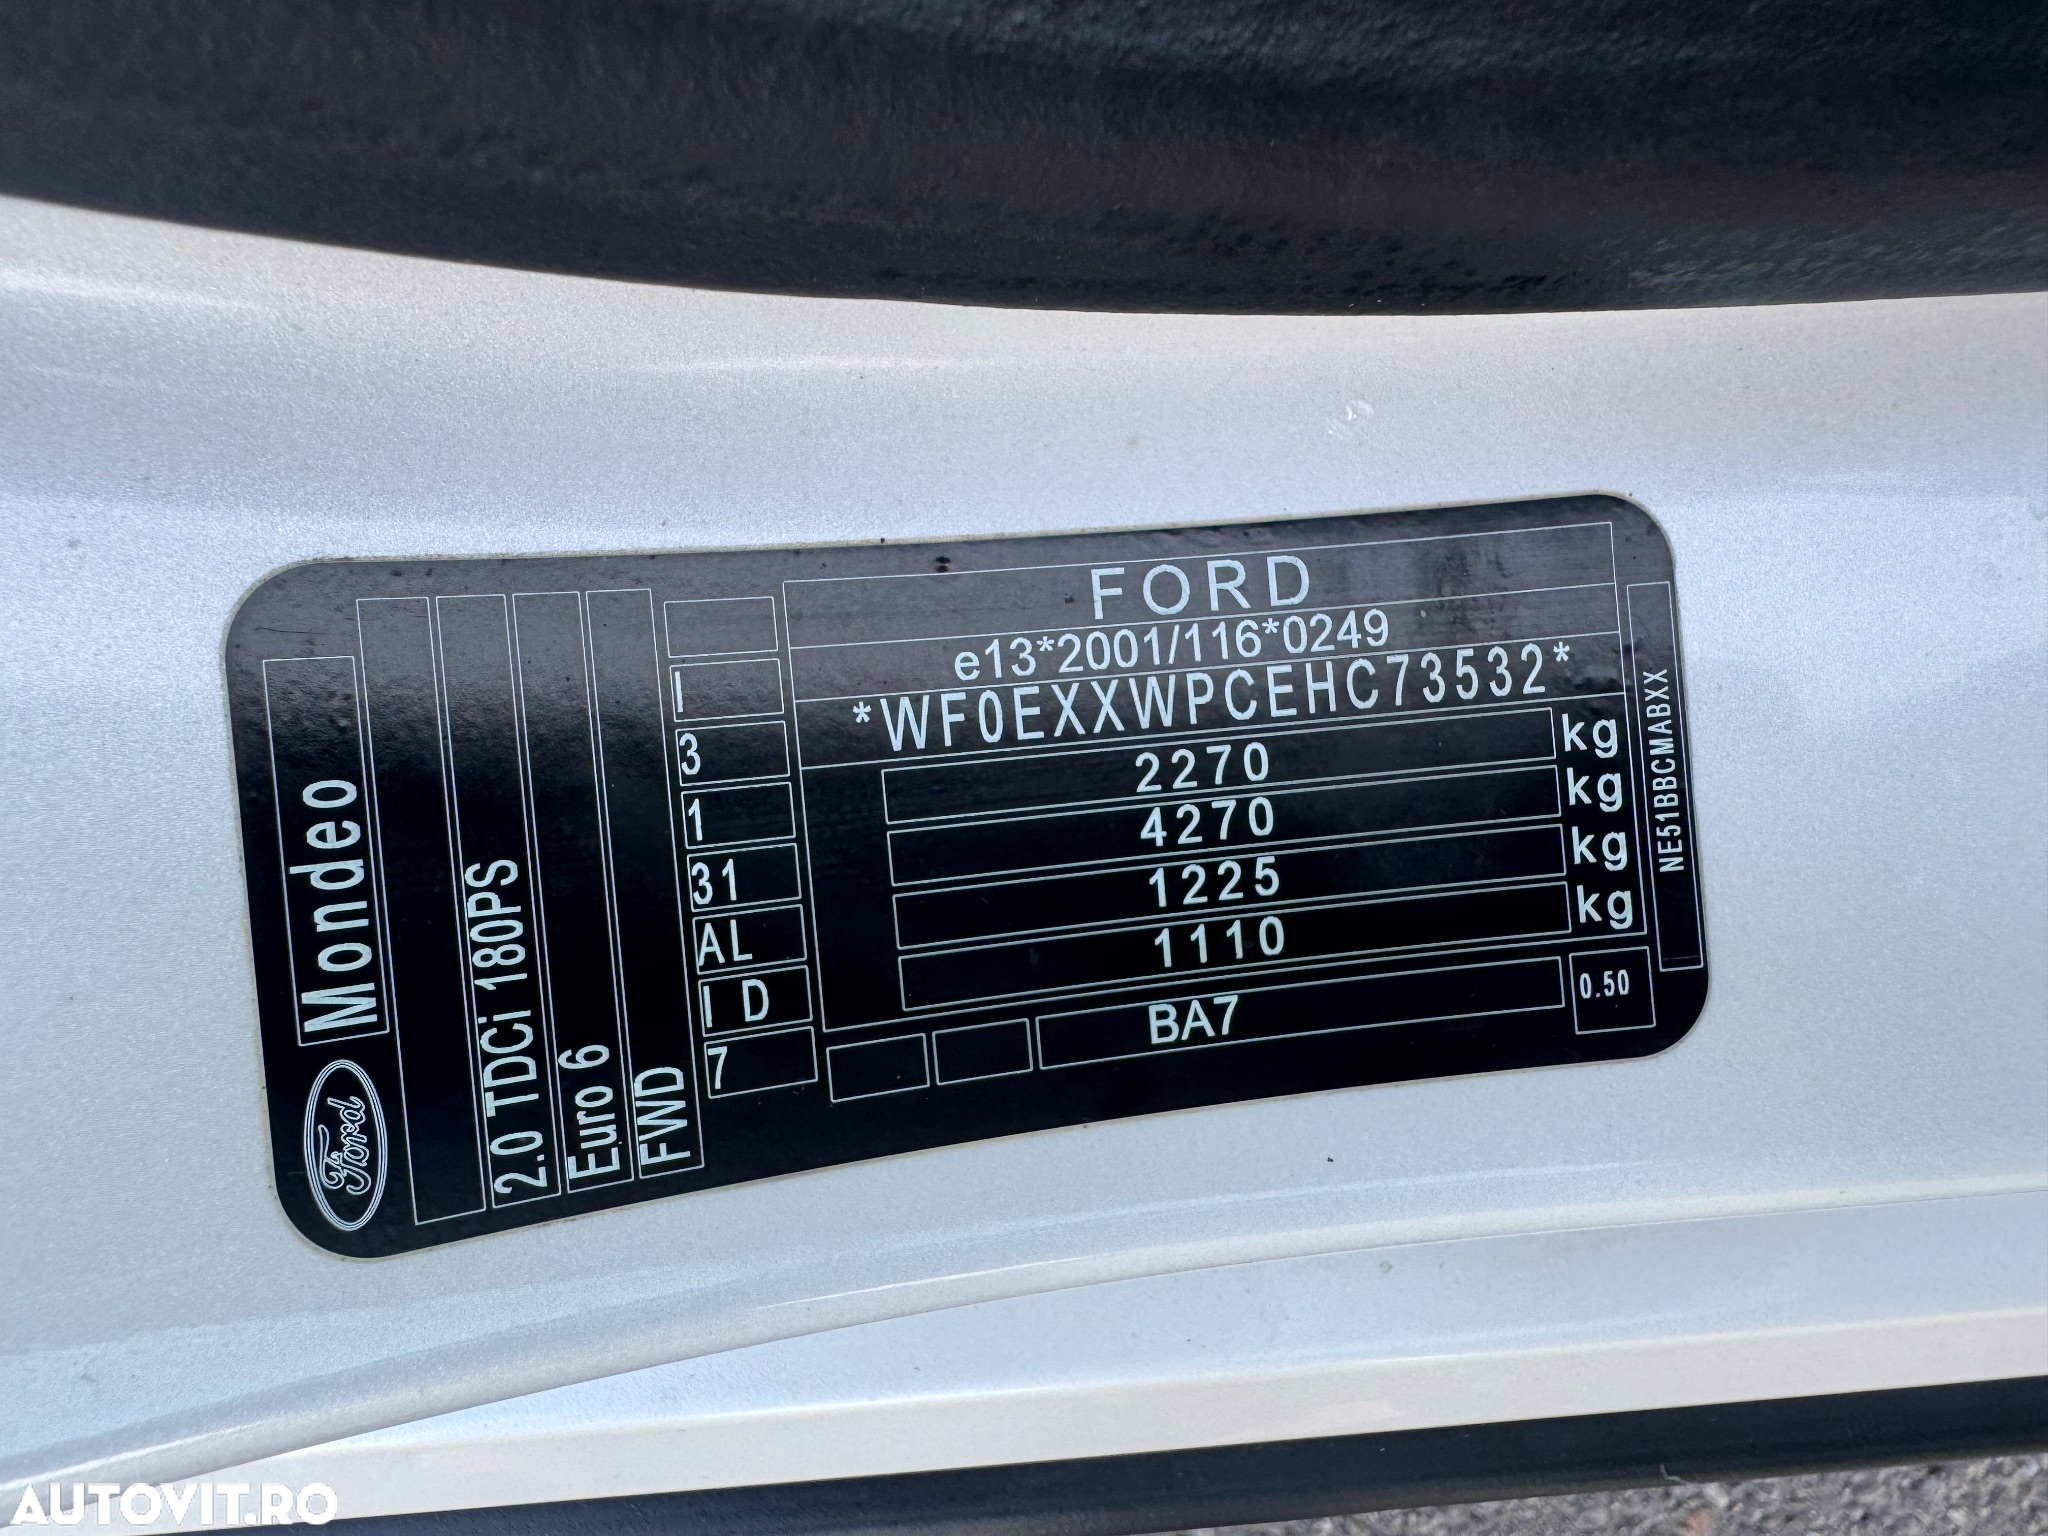 FORD
e13*2001/116*0249
*WF0EXXWPCEHC73532*
2270 kg
4270 kg
1225 kg
1110 kg
BA7
0.50
NE51BBCMABXX
I
3
1
31
AL
I D
7
Ford Mondeo
2.0 TDCi 180PS
Euro 6
FWD
AUTOVIT.RO